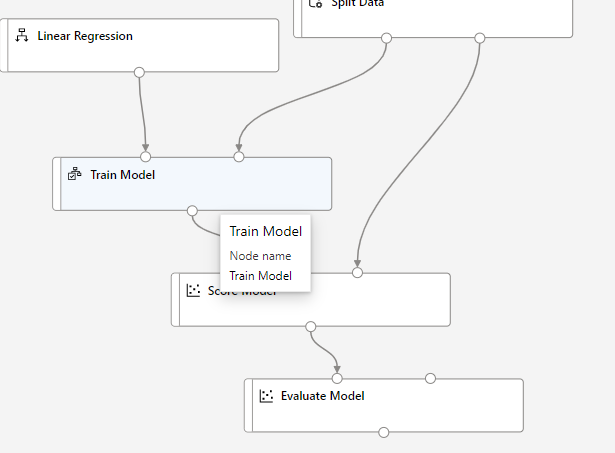 Split Data
Linear Regression
Train Model
Train Model
Node name
Train Model
Score Model
Evaluate Model